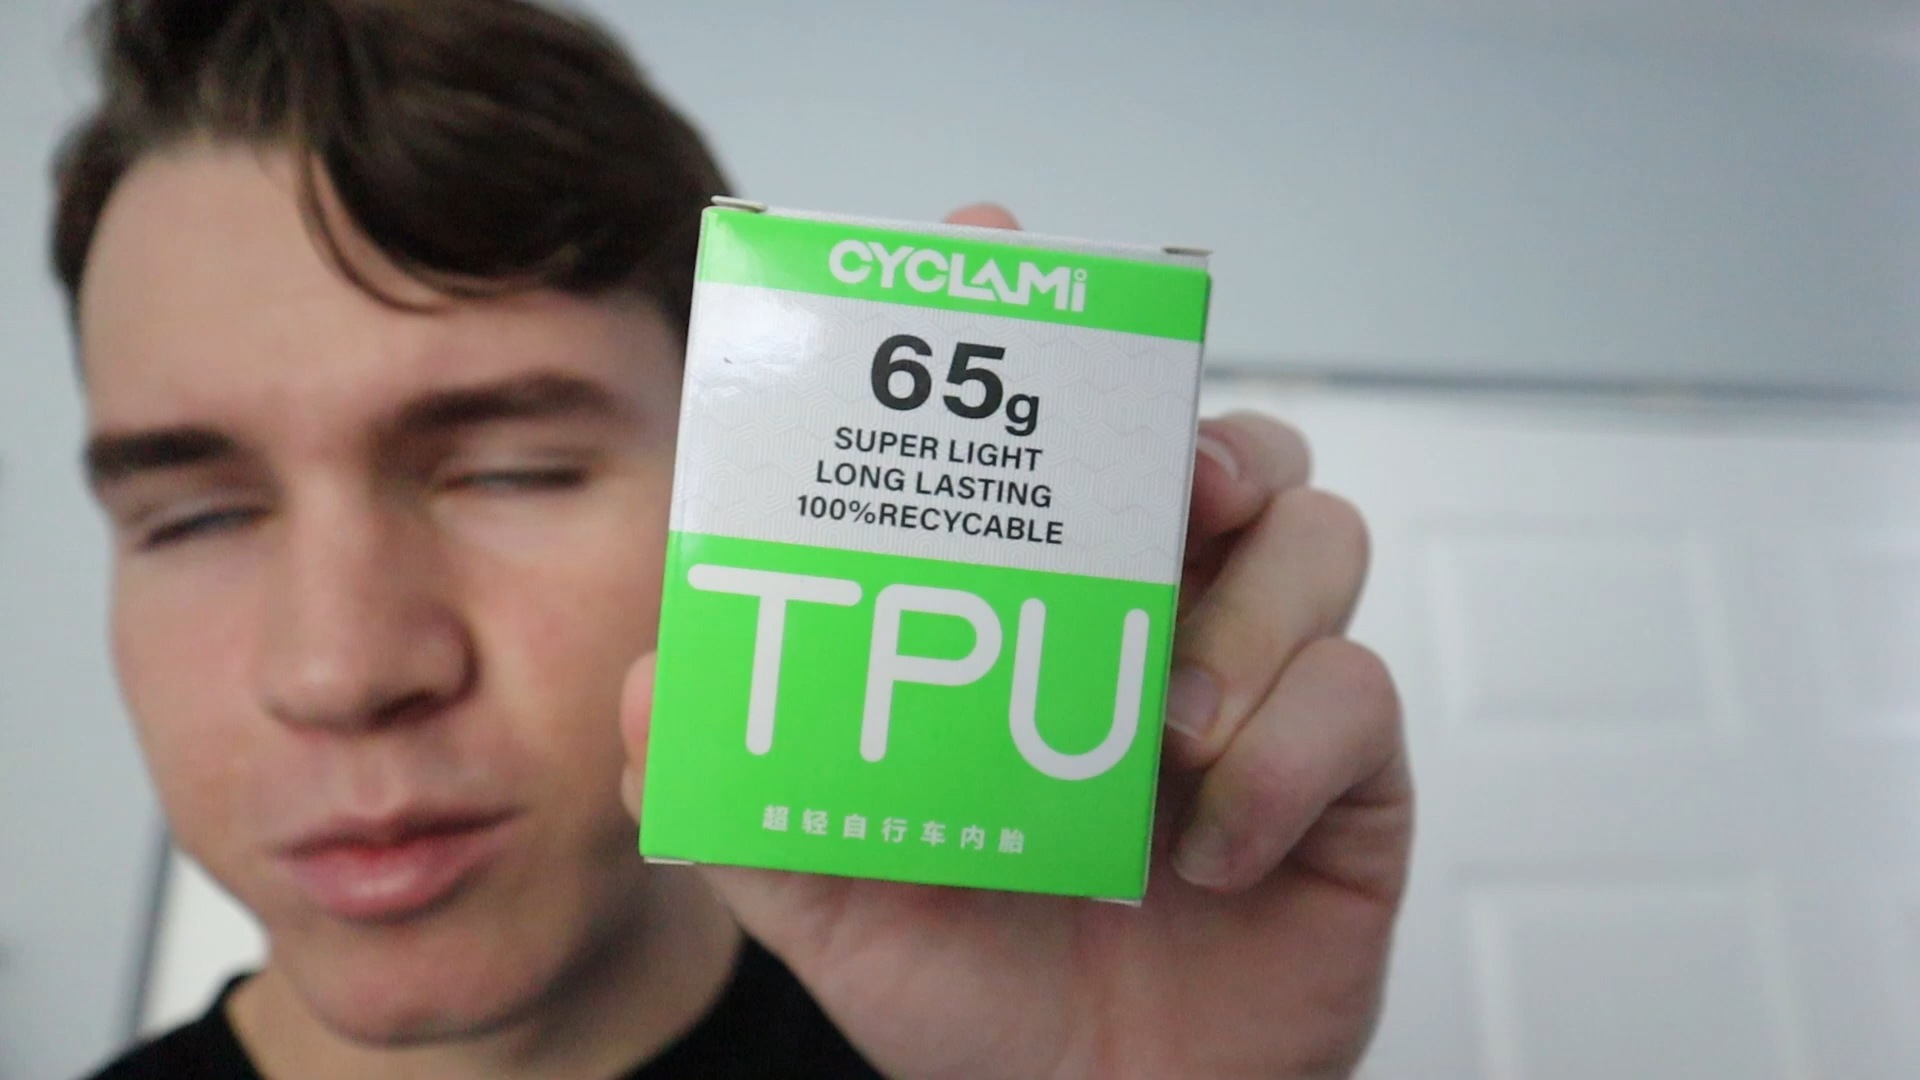 CYCLAMi
65g
SUPER LIGHT
LONG LASTING
100%RECYCABLE
TPU
超轻自行车内胎